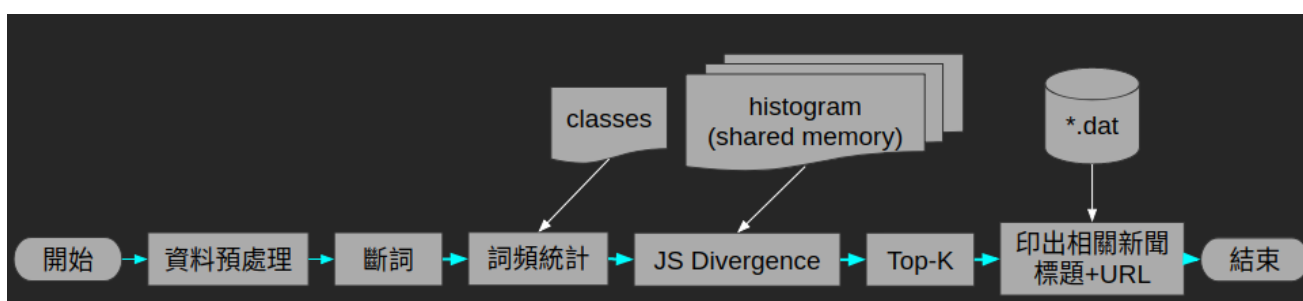 classes
histogram
(shared memory)
*.dat
開始
資料預處理
斷詞
詞頻統計
JS Divergence
Top-K
印出相關新聞
標題+URL
結束